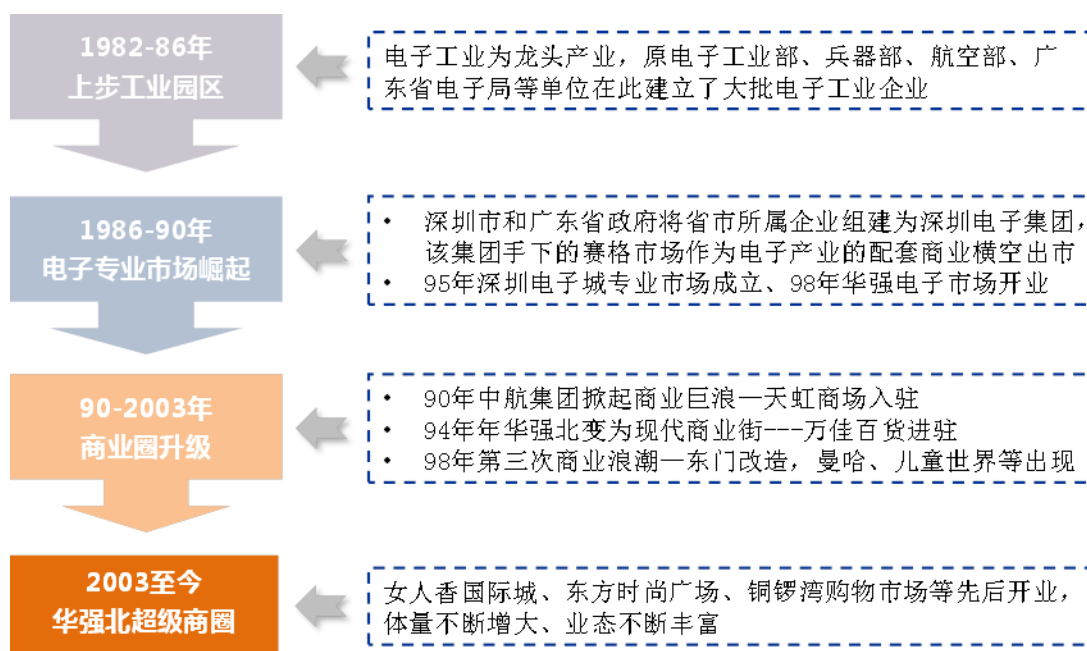 1982-86年
上步工业园区
电子工业为龙头产业，原电子工业部、兵器部、航空部、广
东省电子局等单位在此建立了大批电子工业企业
1986-90年
电子专业市场崛起
• 深圳市和广东省政府将省市所属企业组建为深圳电子集团，
该集团手下的赛格市场作为电子产业的配套商业横空出市
• 95年深圳电子城专业市场成立、98年华强电子市场开业
90-2003年
商业圈升级
• 90年中航集团掀起商业巨浪—天虹商场入驻
• 94年年华强北变为现代商业街---万佳百货进驻
• 98年第三次商业浪潮—东门改造，曼哈、儿童世界等出现
2003至今
华强北超级商圈
女人香国际城、东方时尚广场、铜锣湾购物市场等先后开业，
体量不断增大、业态不断丰富